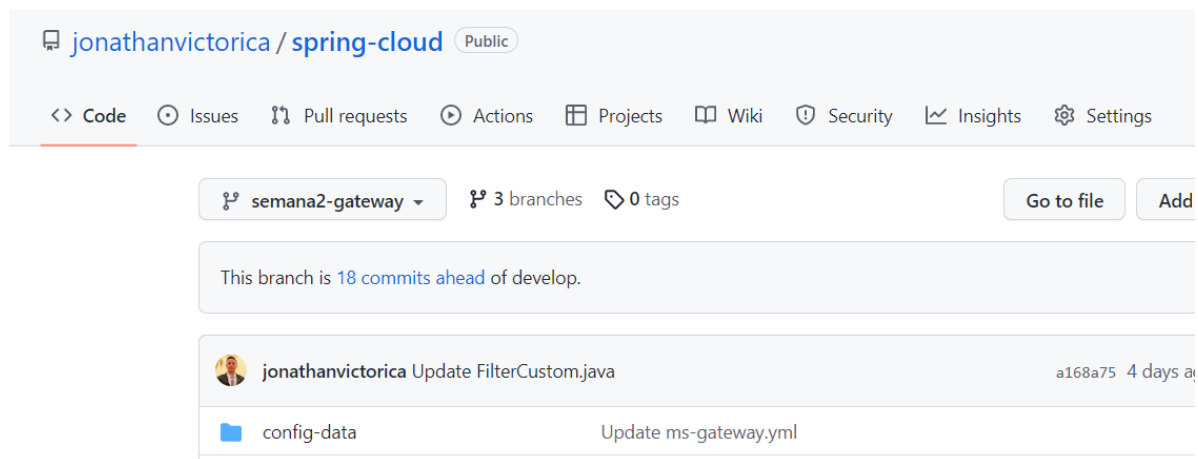 jonathanvictorica / spring-cloud Public
Code Issues Pull requests Actions Projects Wiki Security Insights Settings
semana2-gateway 3 branches 0 tags Go to file Add
This branch is 18 commits ahead of develop.
jonathanvictorica Update FilterCustom.java a168a75 4 days
config-data Update ms-gateway.yml